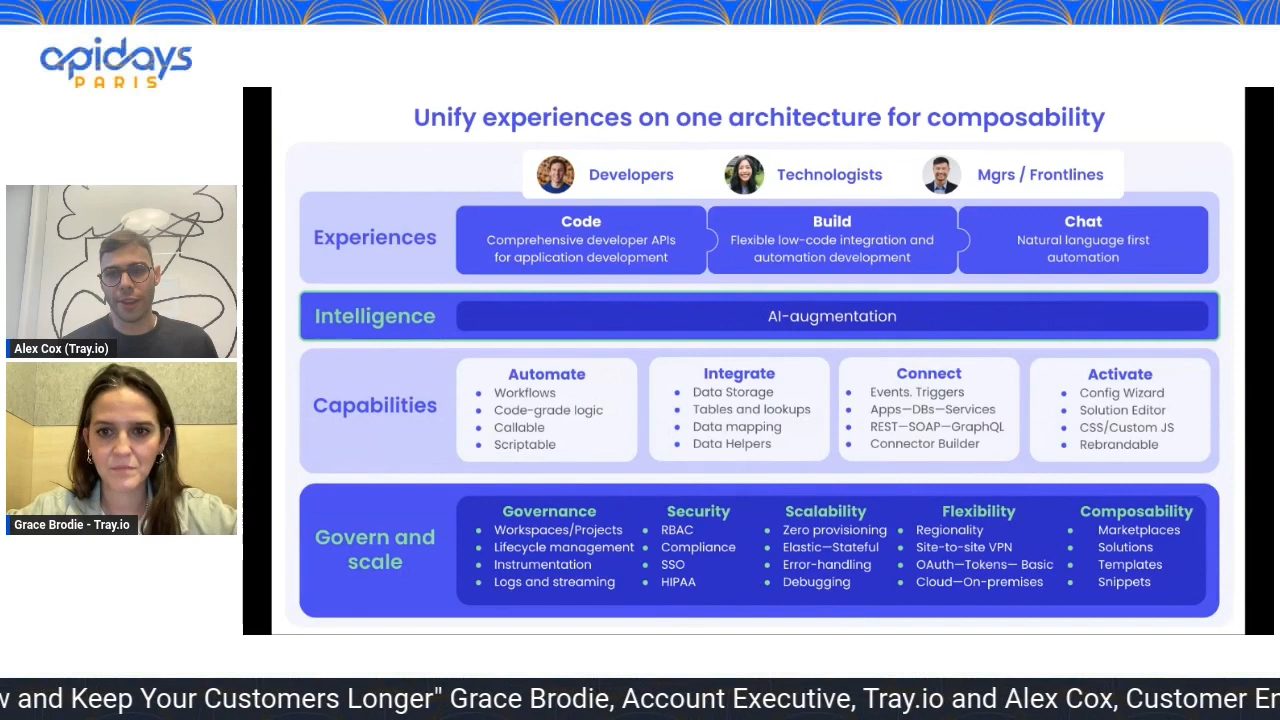 apidays
PARIS
Unify experiences on one architecture for composability
Developers
Technologists
Mgrs / Frontlines
Experiences
Code
Comprehensive developer APIs
for application development
Build
Flexible low-code integration and
automation development
Chat
Natural language first
automation
Intelligence
AI-augmentation
Capabilities
Automate
• Workflows
• Code-grade logic
• Callable
• Scriptable
Integrate
• Data Storage
• Tables and lookups
• Data mapping
• Data Helpers
Connect
• Events. Triggers
• Apps—DBs—Services
• REST—SOAP—GraphQL
• Connector Builder
Activate
• Config Wizard
• Solution Editor
• CSS/Custom JS
• Rebrandable
Govern and
scale
Governance
• Workspaces/Projects
• Lifecycle management
• Instrumentation
• Logs and streaming
Security
• RBAC
• Compliance
• SSO
• HIPAA
Scalability
• Zero provisioning
• Elastic—Stateful
• Error-handling
• Debugging
Flexibility
• Regionality
• Site-to-site VPN
• OAuth—Tokens— Basic
• Cloud—On-premises
Composability
• Marketplaces
• Solutions
• Templates
• Snippets
Alex Cox (Tray.io)
Grace Brodie - Tray.io
w and Keep Your Customers Longer" Grace Brodie, Account Executive, Tray.io and Alex Cox, Customer En